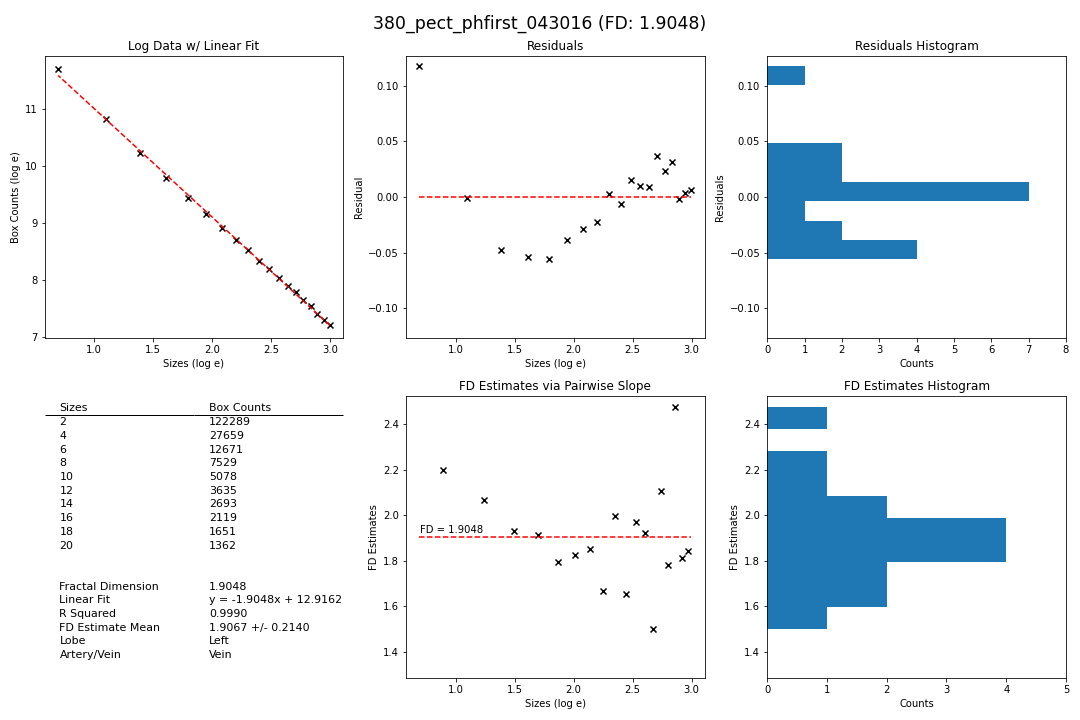 380_pect_phfirst_043016 (FD: 1.9048)
Log Data w/ Linear Fit
Box Counts (log e)
11
10
9
8
7
1.0 1.5 2.0 2.5 3.0
Sizes (log e)
Residuals
Residual
0.10
0.05
0.00
−0.05
−0.10
1.0 1.5 2.0 2.5 3.0
Sizes (log e)
Residuals Histogram
Residuals
0.10
0.05
0.00
−0.05
−0.10
0 1 2 3 4 5 6 7 8
Counts
Sizes Box Counts
2 122289
4 27659
6 12671
8 7529
10 5078
12 3635
14 2693
16 2119
18 1651
20 1362
Fractal Dimension 1.9048
Linear Fit y = -1.9048x + 12.9162
R Squared 0.9990
FD Estimate Mean 1.9067 +/- 0.2140
Lobe Left
Artery/Vein Vein
FD Estimates via Pairwise Slope
FD Estimates
2.4
2.2
2.0
1.8
1.6
1.4
FD = 1.9048
1.0 1.5 2.0 2.5 3.0
Sizes (log e)
FD Estimates Histogram
FD Estimates
2.4
2.2
2.0
1.8
1.6
1.4
0 1 2 3 4 5
Counts